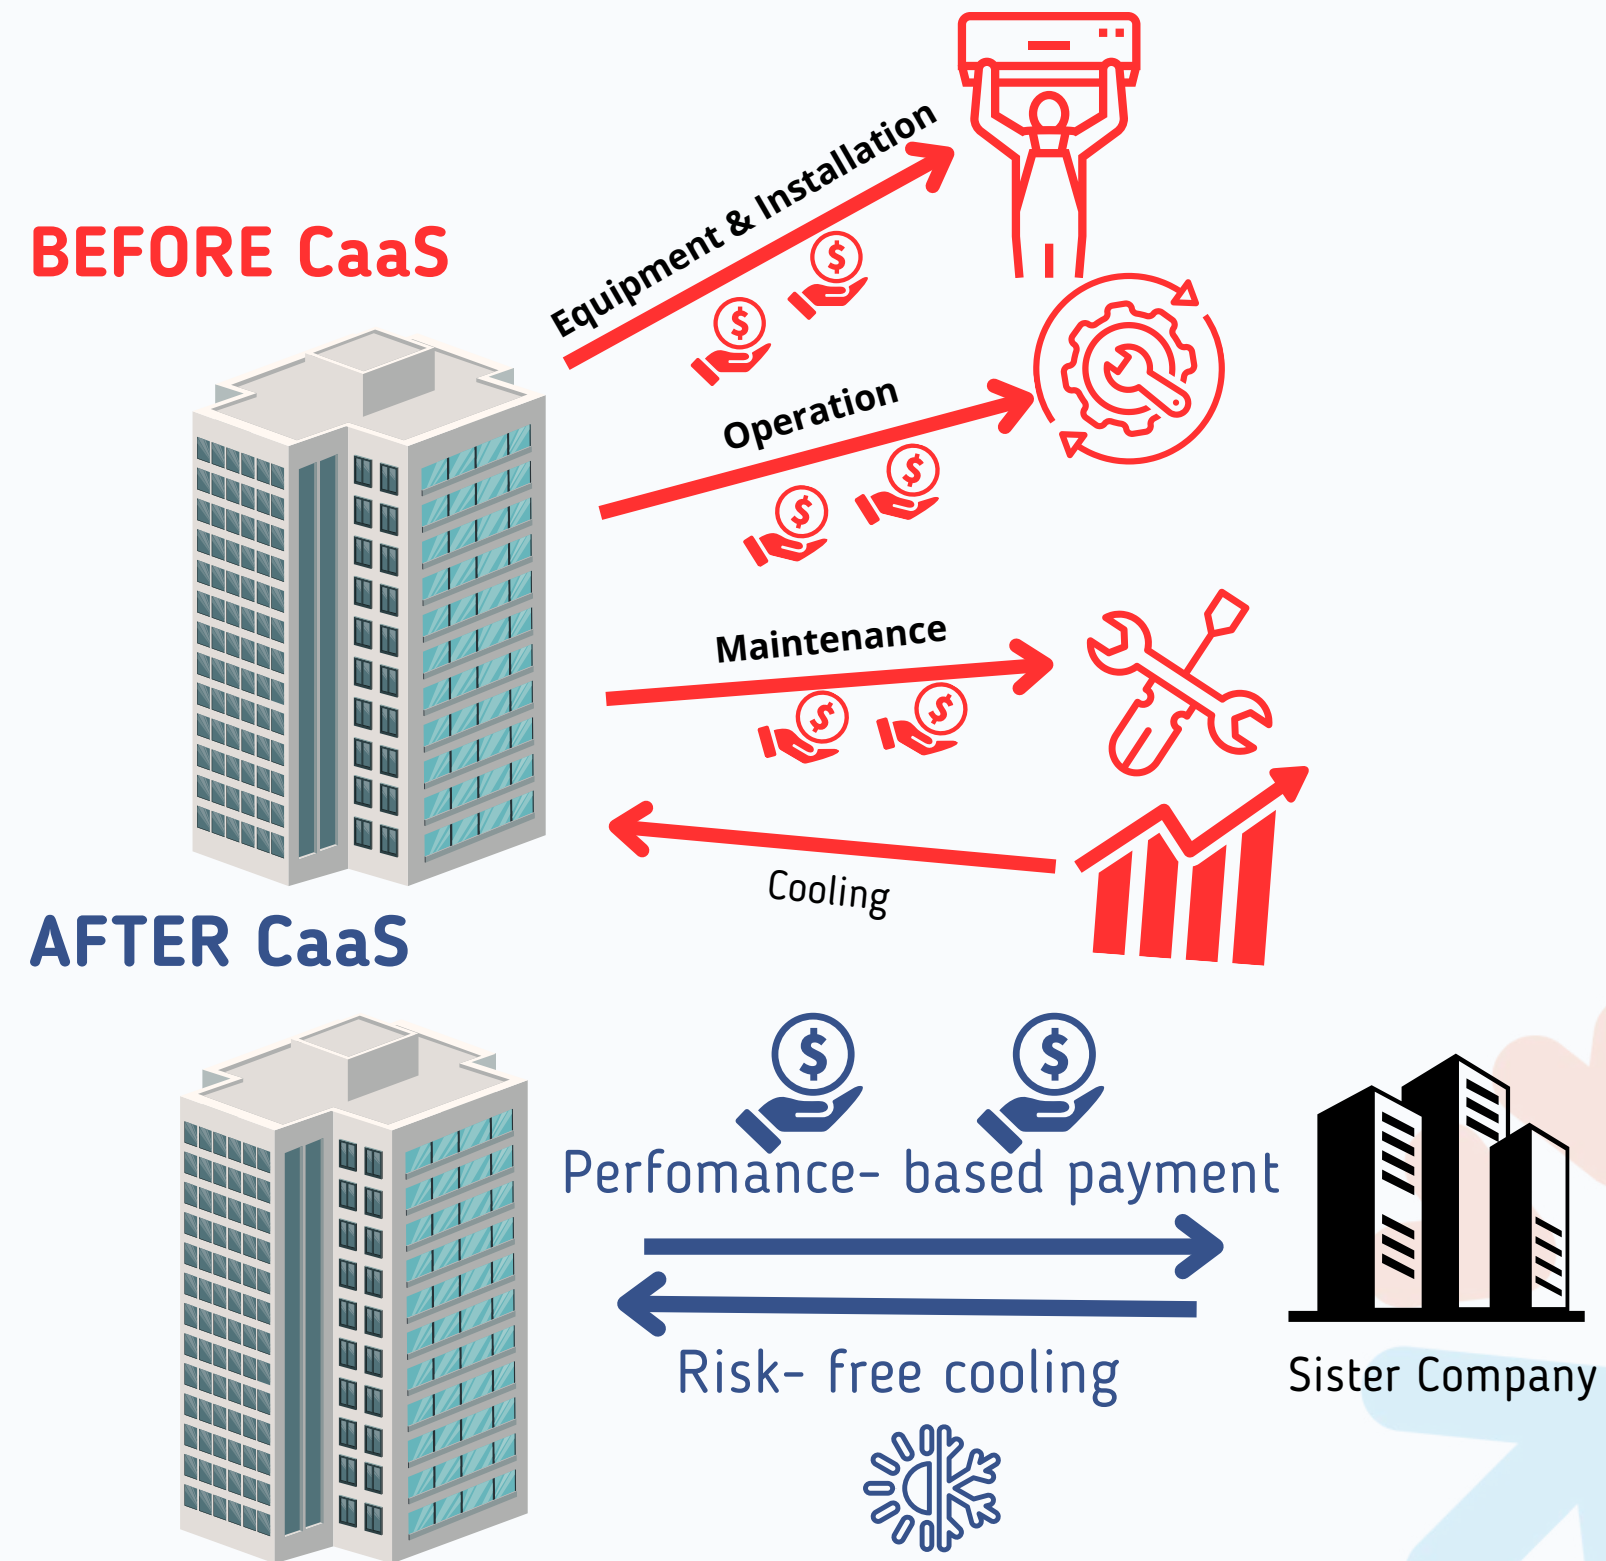 BEFORE CaaS
Equipment & Installation
$
$
Operation
$
$
Maintenance
$
$
Cooling
AFTER CaaS
$
$
Perfomance- based payment
Risk- free cooling
Sister Company